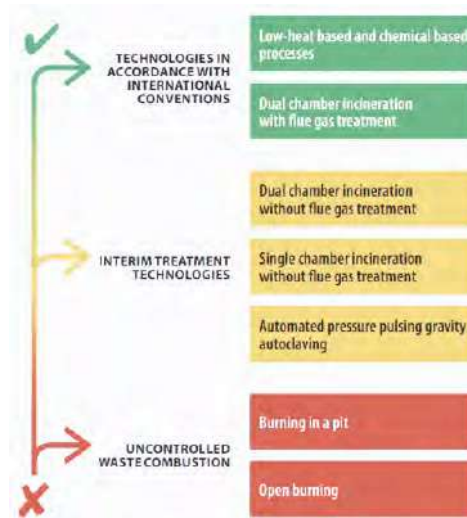 TECHNOLOGIES IN
ACCORDANCE WITH
INTERNATIONAL
CONVENTIONS
Low-heat based and chemical based
processes
Dual chamber incineration
with flue gas treatment
INTERIM TREATMENT
TECHNOLOGIES
Dual chamber incineration
without flue gas treatment
Single chamber incineration
without flue gas treatment
Automated pressure pulsing gravity
autoclaving
UNCONTROLLED
WASTE COMBUSTION
Burning in a pit
Open burning